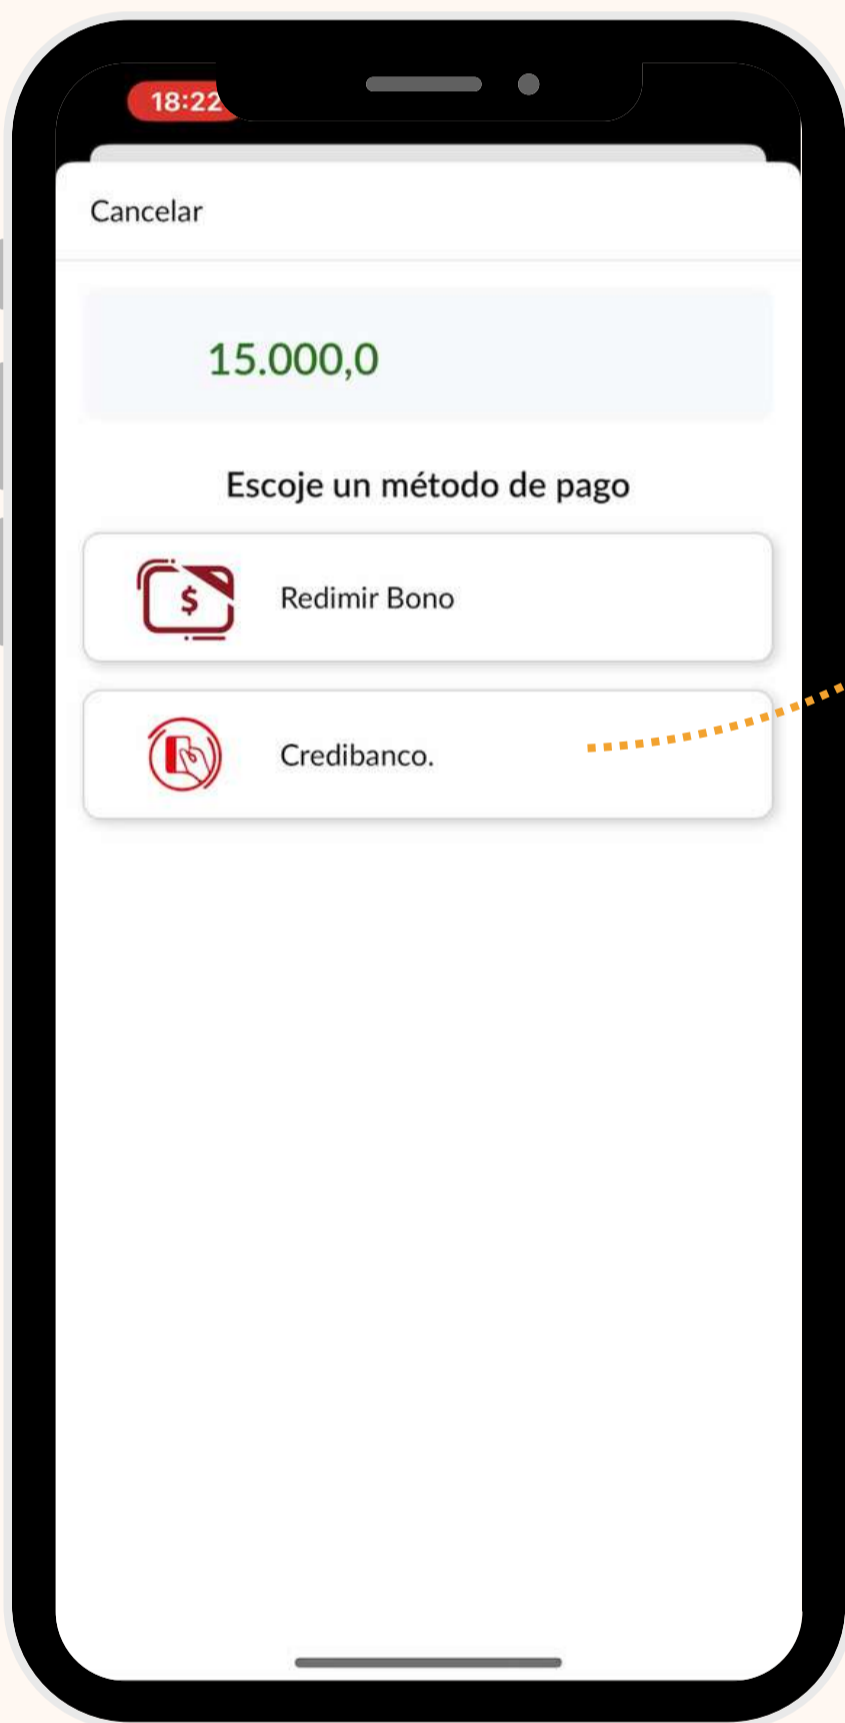 18:22
Cancelar
15.000,0
Escoje un método de pago
$
Redimir Bono
Credibanco.